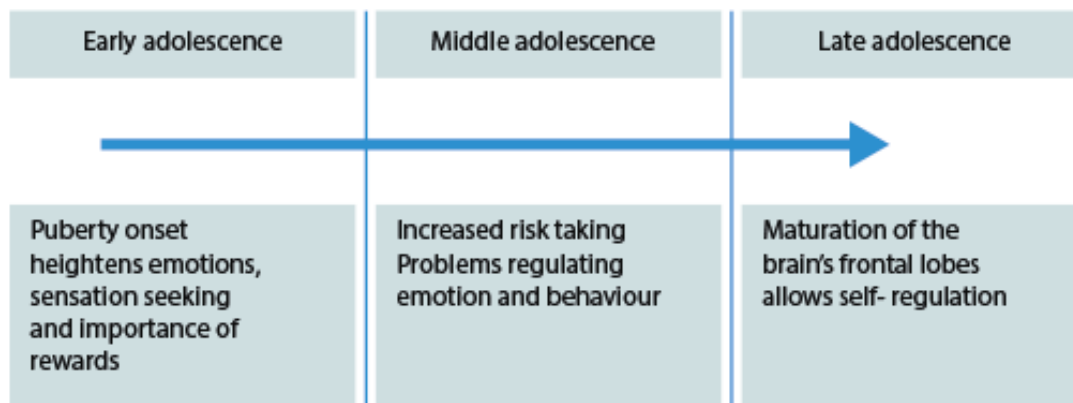 Early adolescence
Middle adolescence
Late adolescence
Puberty onset
heightens emotions,
sensation seeking
and importance of
rewards
Increased risk taking
Problems regulating
emotion and behaviour
Maturation of the
brain's frontal lobes
allows self- regulation